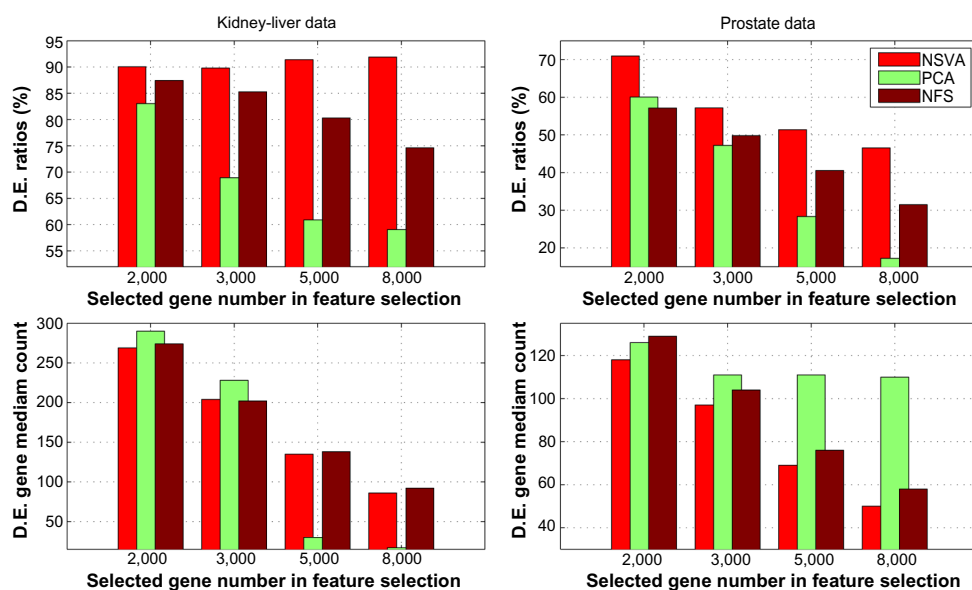 Kidney-liver data
95
90
85
80
75
70
65
60
55
D.E. ratios (%)
2,000 3,000 5,000 8,000
Selected gene number in feature selection
Prostate data
70
60
50
40
30
20
D.E. ratios (%)
NSVA
PCA
NFS
2,000 3,000 5,000 8,000
Selected gene number in feature selection
300
250
200
150
100
50
D.E. gene mediam count
2,000 3,000 5,000 8,000
Selected gene number in feature selection
120
100
80
60
40
D.E. gene mediam count
2,000 3,000 5,000 8,000
Selected gene number in feature selection